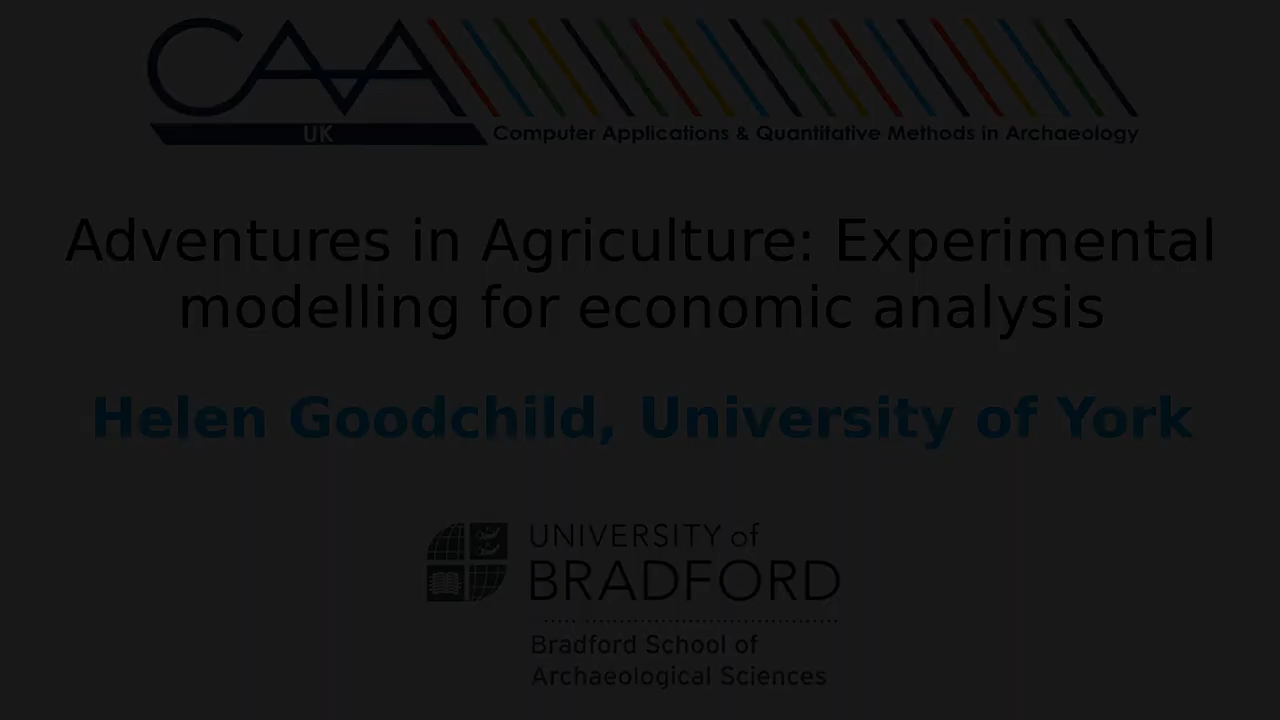 CAA
UK
Computer Applications & Quantitative Methods in Archaeology
Adventures in Agriculture: Experimental
modelling for economic analysis
Helen Goodchild, University of York
UNIVERSITY of
BRADFORD
Bradford School of
Archaeological Sciences